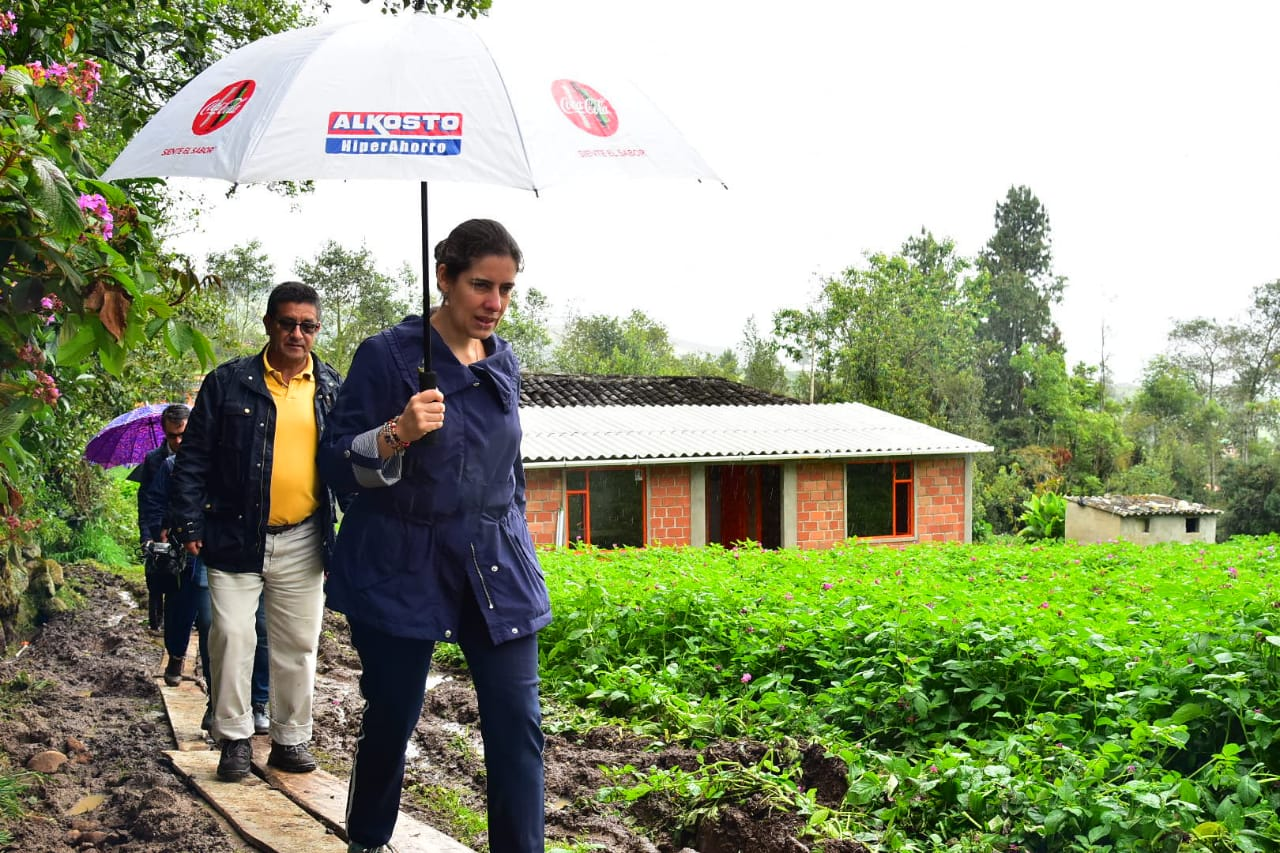 Coca-Cola
SIENTE EL SABOR
ALKOSTO
HiperAhorro
Coca-Cola
SIENTE EL SABOR